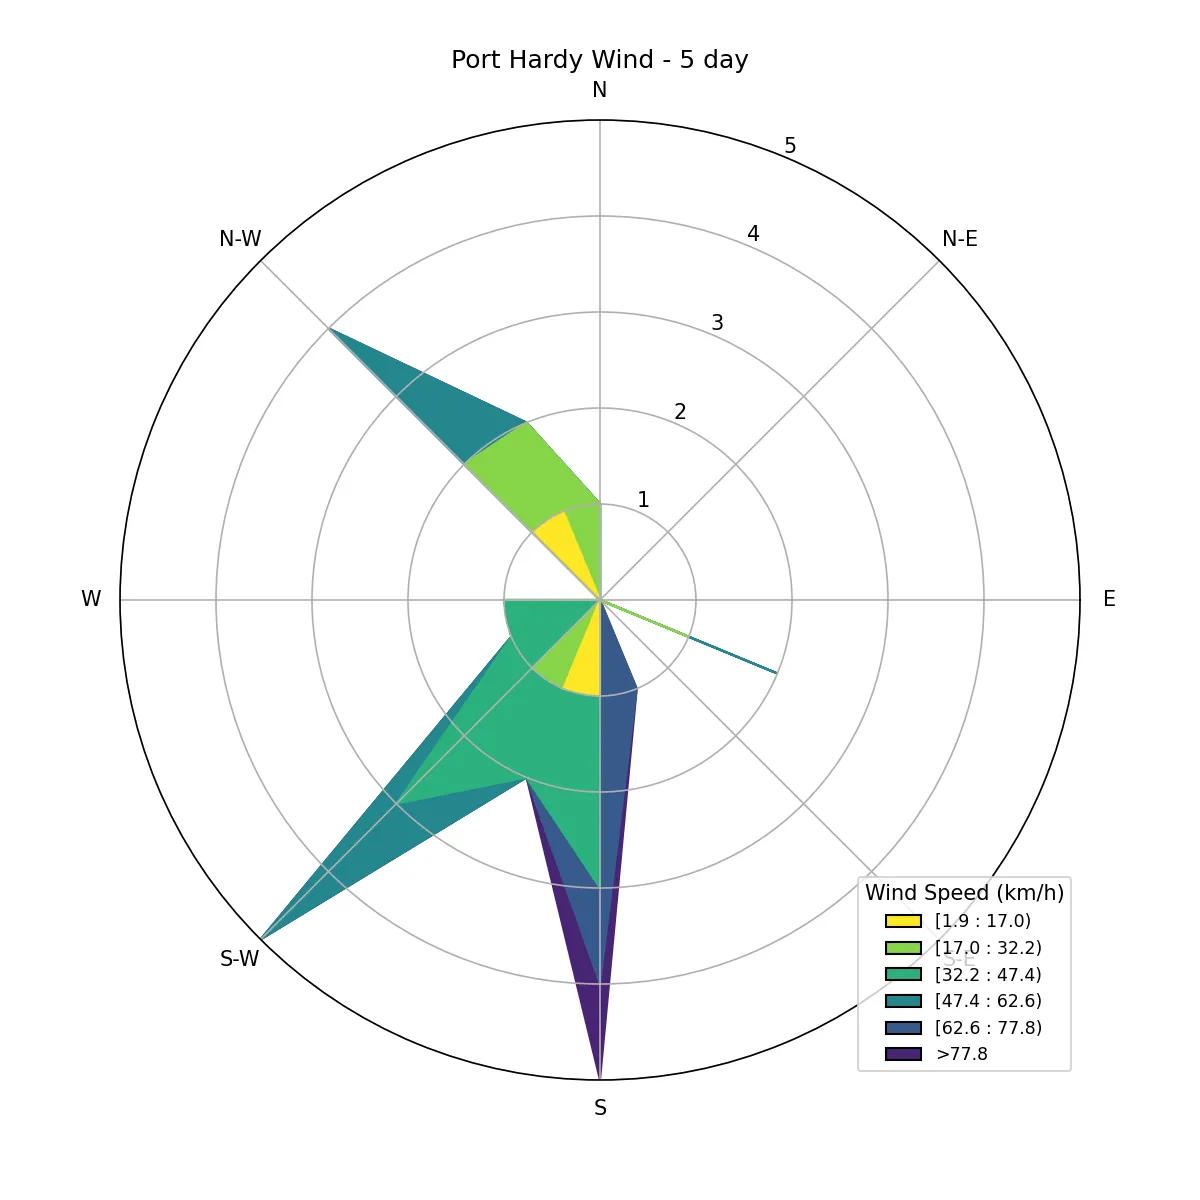 Port Hardy Wind - 5 day
N
5
N-W
4
N-E
3
2
1
W
E
S-W
S-E
S
Wind Speed (km/h)
[1.9 : 17.0)
[17.0 : 32.2)
[32.2 : 47.4)
[47.4 : 62.6)
[62.6 : 77.8)
>77.8